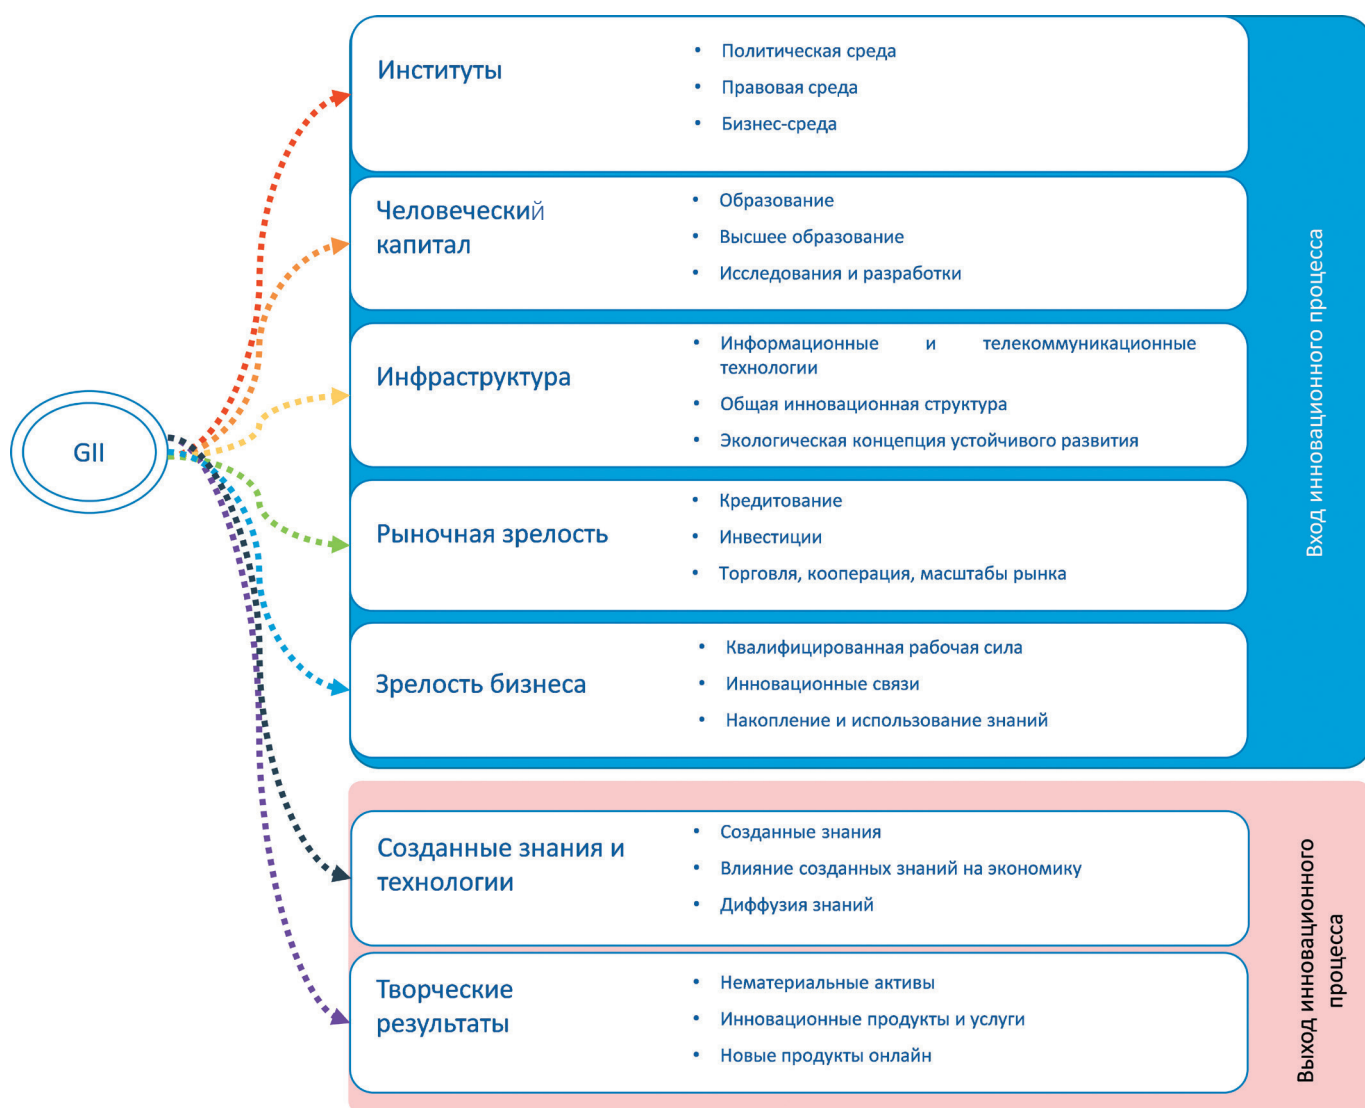 GII
Институты
• Политическая среда
• Правовая среда
• Бизнес-среда
Человеческий
капитал
• Образование
• Высшее образование
• Исследования и разработки
Инфраструктура
• Информационные и телекоммуникационные
технологии
• Общая инновационная структура
• Экологическая концепция устойчивого развития
Рыночная зрелость
• Кредитование
• Инвестиции
• Торговля, кооперация, масштабы рынка
Зрелость бизнеса
• Квалифицированная рабочая сила
• Инновационные связи
• Накопление и использование знаний
Вход инновационного процесса
Созданные знания и
технологии
• Созданные знания
• Влияние созданных знаний на экономику
• Диффузия знаний
Творческие
результаты
• Нематериальные активы
• Инновационные продукты и услуги
• Новые продукты онлайн
Выход инновационного
процесса